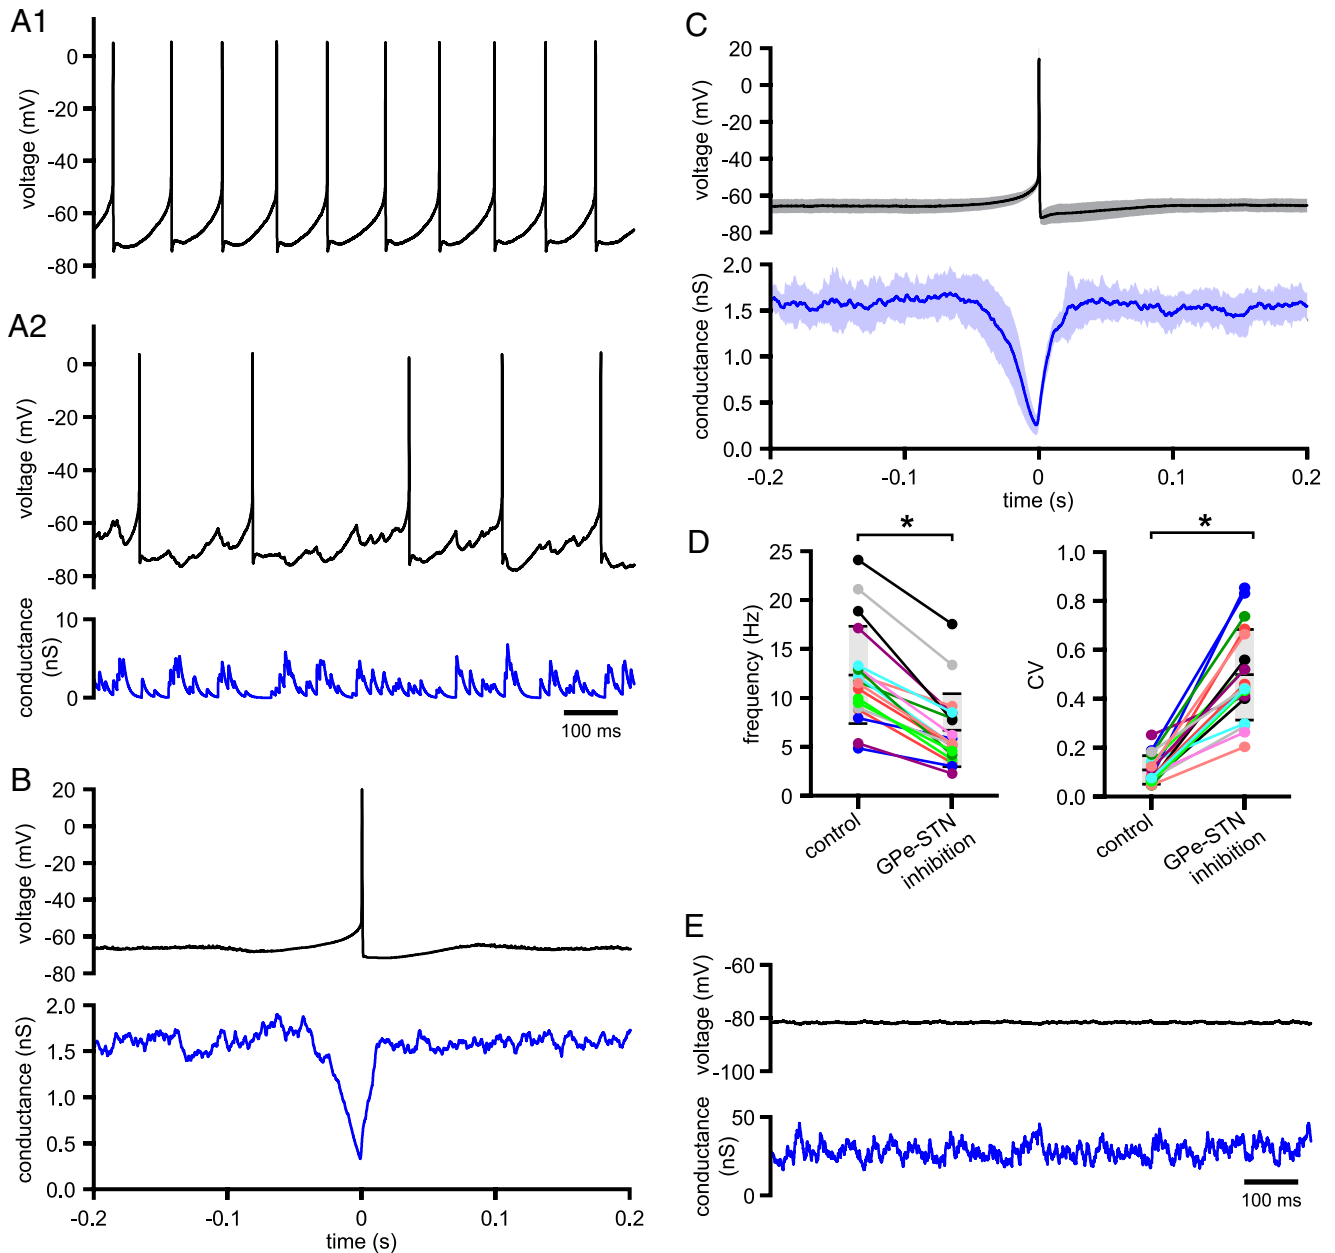 A1
voltage (mV)
0
-20
-40
-60
-80
A2
voltage (mV)
0
-20
-40
-60
-80
conductance
(nS)
10
0
100 ms
B
voltage (mV)
20
0
-20
-40
-60
-80
conductance (nS)
2.0
1.5
1.0
0.5
0.0
-0.2
-0.1
0
0.1
0.2
time (s)
C
voltage (mV)
20
0
-20
-40
-60
-80
conductance (nS)
2.0
1.5
1.0
0.5
0.0
-0.2
-0.1
0
0.1
0.2
time (s)
D
*
frequency (Hz)
25
20
15
10
5
0
control
GPe-STN
inhibition
*
CV
1.0
0.8
0.6
0.4
0.2
0.0
control
GPe-STN
inhibition
E
voltage (mV)
-60
-80
-100
conductance
(nS)
50
0
100 ms